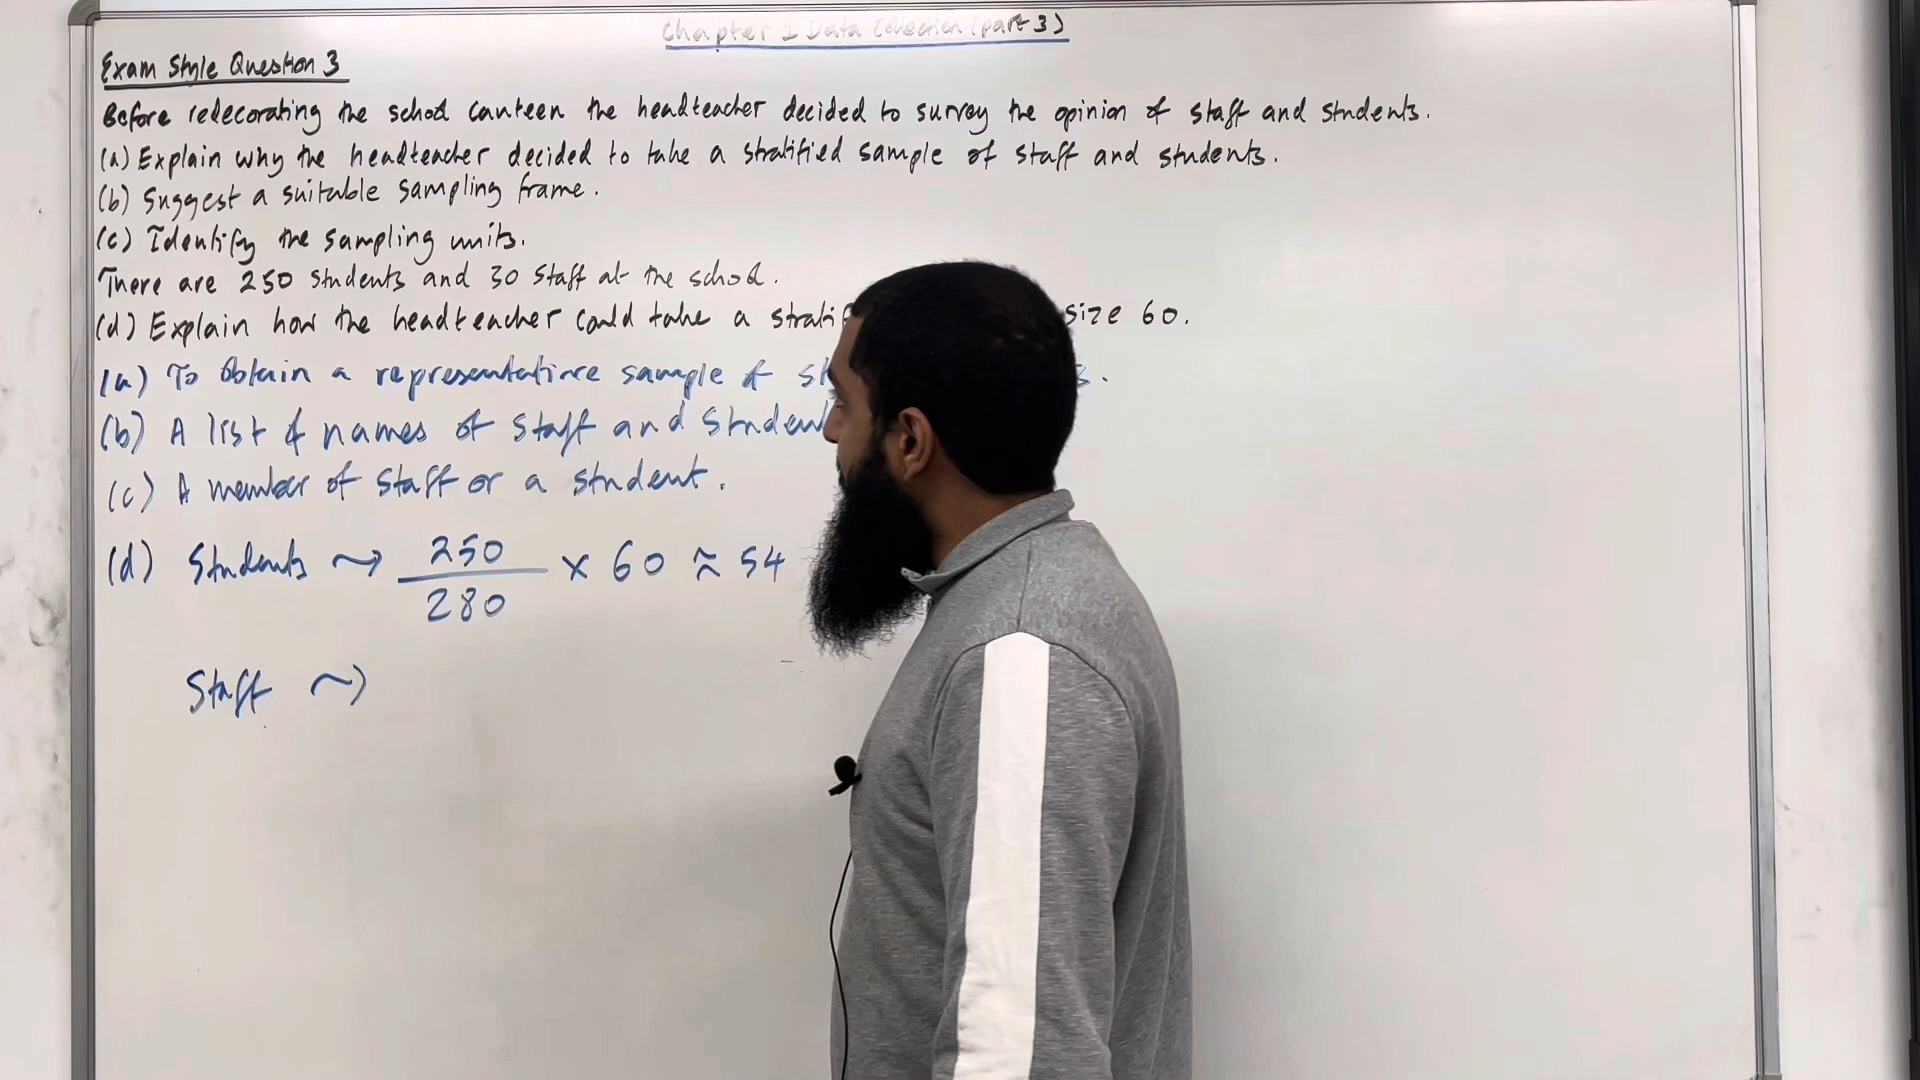 Chapter 1 Data Collection (part 3)
Exam Style Question 3
Before redecorating the school canteen the headteacher decided to survey the opinion of staff and students.
(a) Explain why the headteacher decided to take a stratified sample of staff and students.
(b) Suggest a suitable sampling frame.
(c) Identify the sampling units.
There are 250 students and 30 staff at the school.
(d) Explain how the headteacher could take a size 60.
(a) To obtain a representative sample of
(b) A list of names of staff and
(c) A member of staff or a student.
(d) Students ~> 250 / 280 × 60 ≈ 54
Staff ~>